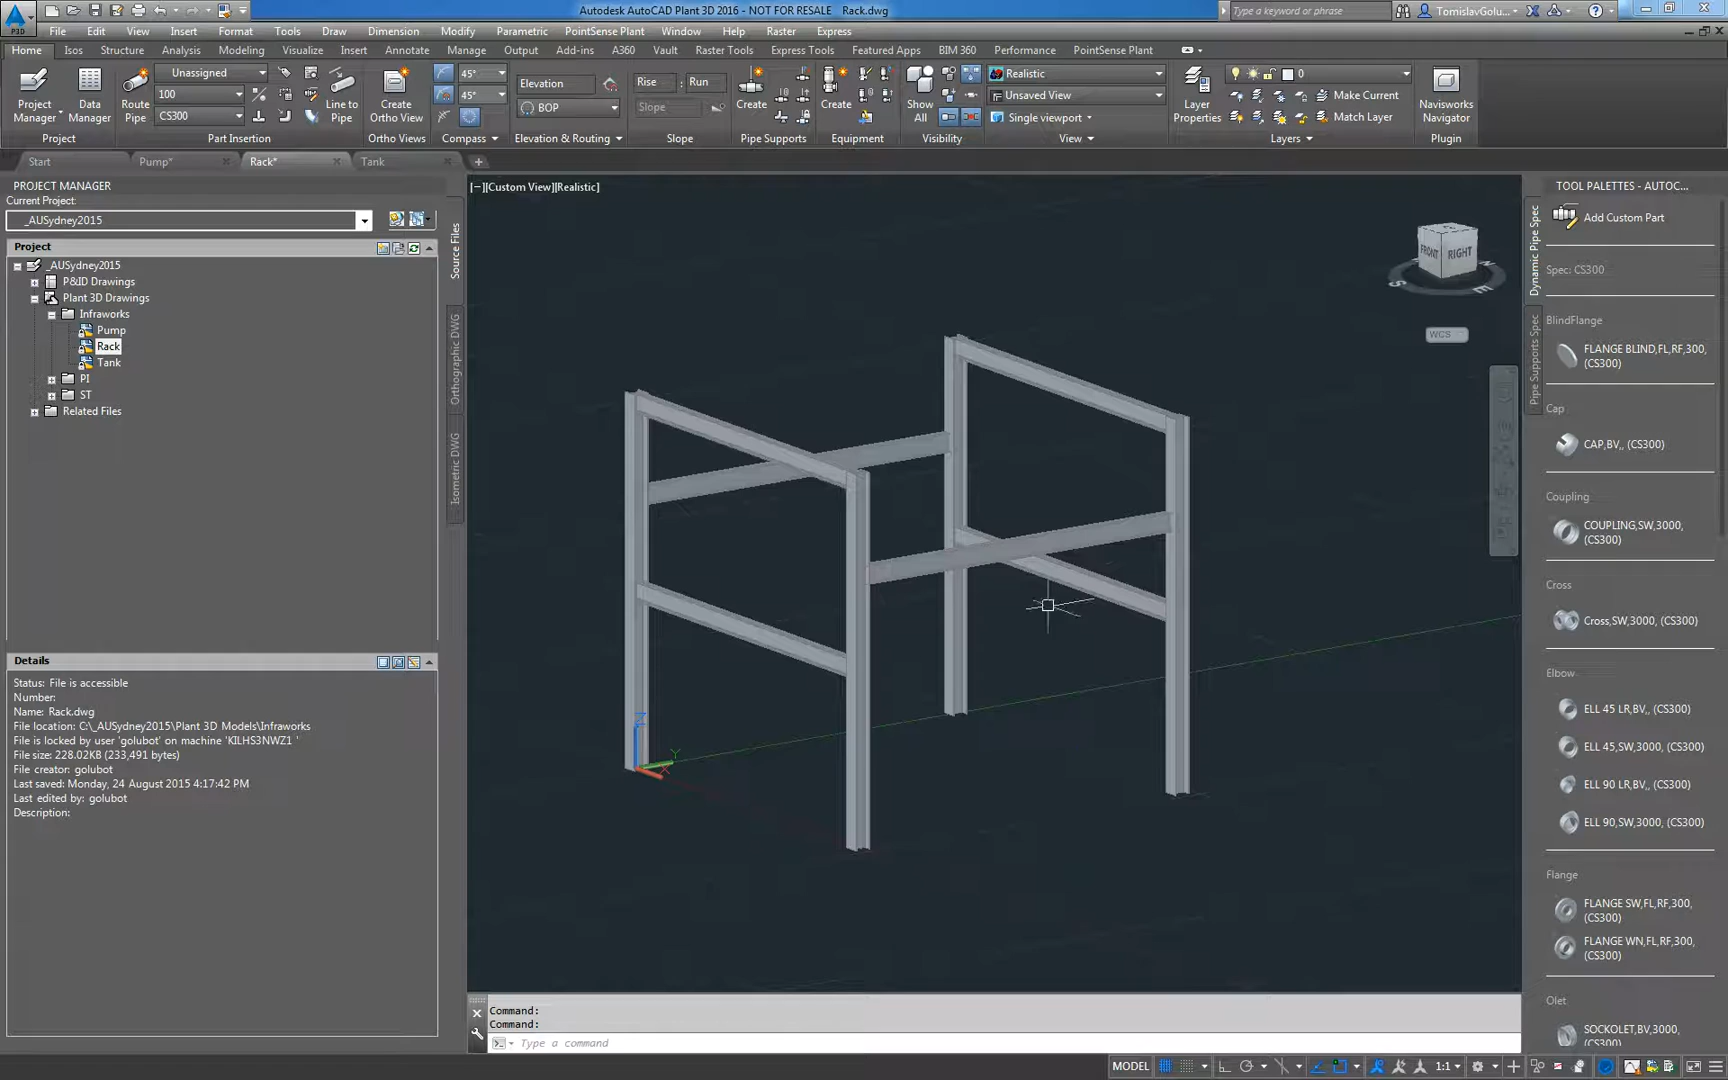 Autodesk AutoCAD Plant 3D 2016 - NOT FOR RESALE Rack.dwg
Type a keyword or phrase
TomislavGolu...
P3D
File Edit View Insert Format Tools Draw Dimension Modify Parametric PointSense Plant Window Help Raster Express
Home Isos Structure Analysis Modeling Visualize Insert Annotate Manage Output Add-ins A360 Vault Raster Tools Express Tools Featured Apps BIM 360 Performance PointSense Plant
Project Manager
Data Manager
Project
Route Pipe
Unassigned
100
CS300
Line to Pipe
Part Insertion
Create Ortho View
Ortho Views
45°
45°
Compass
Elevation
BOP
Elevation & Routing
Rise : Run
Slope
Slope
Create
Pipe Supports
Create
Equipment
Show All
Visibility
Realistic
Unsaved View
Single viewport
View
Layer Properties
0
Make Current
Match Layer
Layers
Navisworks Navigator
Plugin
Start
Pump*
Rack*
Tank
PROJECT MANAGER
Current Project:
_AUSydney2015
Project
_AUSydney2015
P&ID Drawings
Plant 3D Drawings
Infraworks
Pump
Rack
Tank
PI
ST
Related Files
Source Files
Orthographic DWG
Isometric DWG
Details
Status: File is accessible
Number:
Name: Rack.dwg
File location: C:\_AUSydney2015\Plant 3D Models\Infraworks
File is locked by user 'golubot' on machine 'KILHS3NWZ1 '
File size: 228.02KB (233,491 bytes)
File creator: golubot
Last saved: Monday, 24 August 2015 4:17:42 PM
Last edited by: golubot
Description:
[−][Custom View][Realistic]
FRONT
RIGHT
S
E
WCS
Z
Y
X
Command:
Command:
Type a command
TOOL PALETTES - AUTOC...
Dynamic Pipe Spec
Pipe Supports Spec
Add Custom Part
Spec: CS300
BlindFlange
FLANGE BLIND,FL,RF,300,
(CS300)
Cap
CAP,BV,, (CS300)
Coupling
COUPLING,SW,3000,
(CS300)
Cross
Cross,SW,3000, (CS300)
Elbow
ELL 45 LR,BV,, (CS300)
ELL 45,SW,3000, (CS300)
ELL 90 LR,BV,, (CS300)
ELL 90,SW,3000, (CS300)
Flange
FLANGE SW,FL,RF,300,
(CS300)
FLANGE WN,FL,RF,300,
(CS300)
Olet
SOCKOLET,BV,3000,
(CS300)
MODEL
1:1